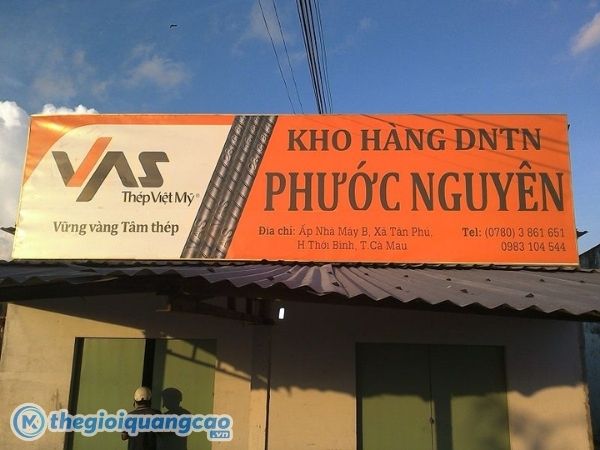 VAS
Thép Việt Mỹ®
Vững vàng Tâm thép
KHO HÀNG DNTN
PHƯỚC NGUYÊN
Địa chỉ: Ấp Nhà Máy B, Xã Tân Phú,
H.Thới Bình, T.Cà Mau
Tel: (0780) 3 861 651
0983 104 544
M thegioiquangcao
.vn